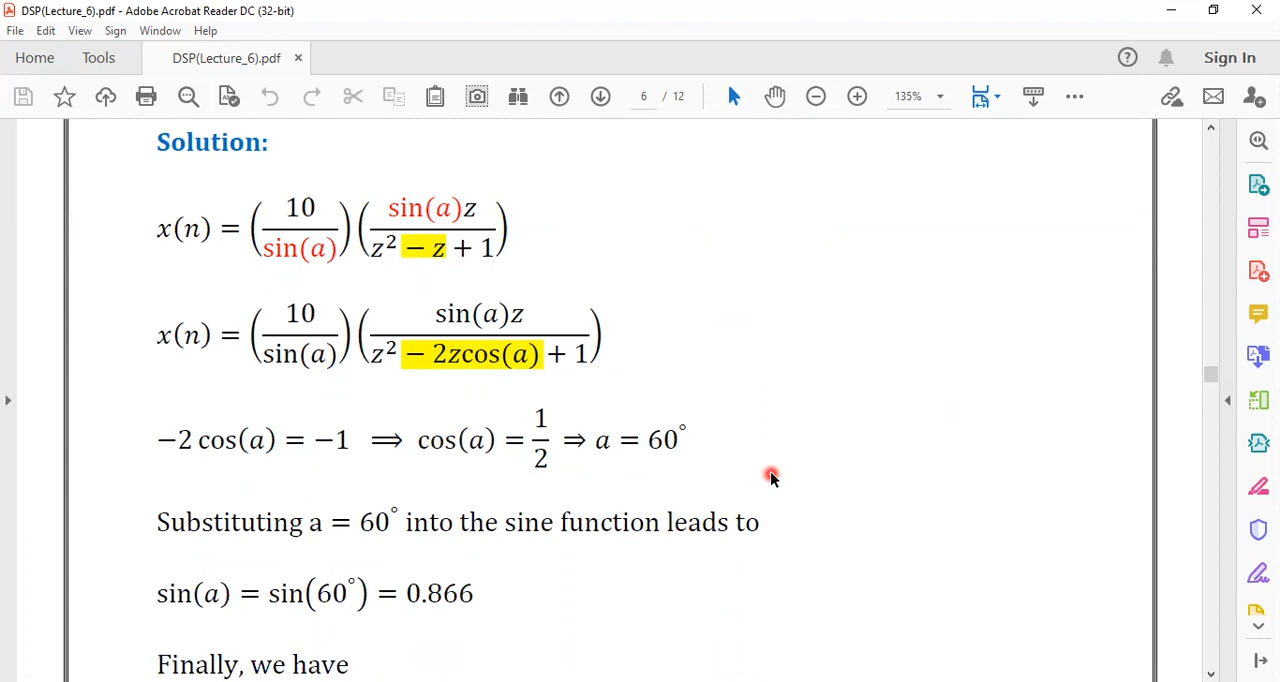 DSP(Lecture_6).pdf - Adobe Acrobat Reader DC (32-bit)
File Edit View Sign Window Help
Home Tools DSP(Lecture_6).pdf × Sign In
6 / 12 135%
Solution:
x(n) = (10/sin(a)) (sin(a)z/(z² − z + 1))
x(n) = (10/sin(a)) (sin(a)z/(z² − 2zcos(a) + 1))
−2 cos(a) = −1 ⟹ cos(a) = 1/2 ⇒ a = 60°
Substituting a = 60° into the sine function leads to
sin(a) = sin(60°) = 0.866
Finally, we have